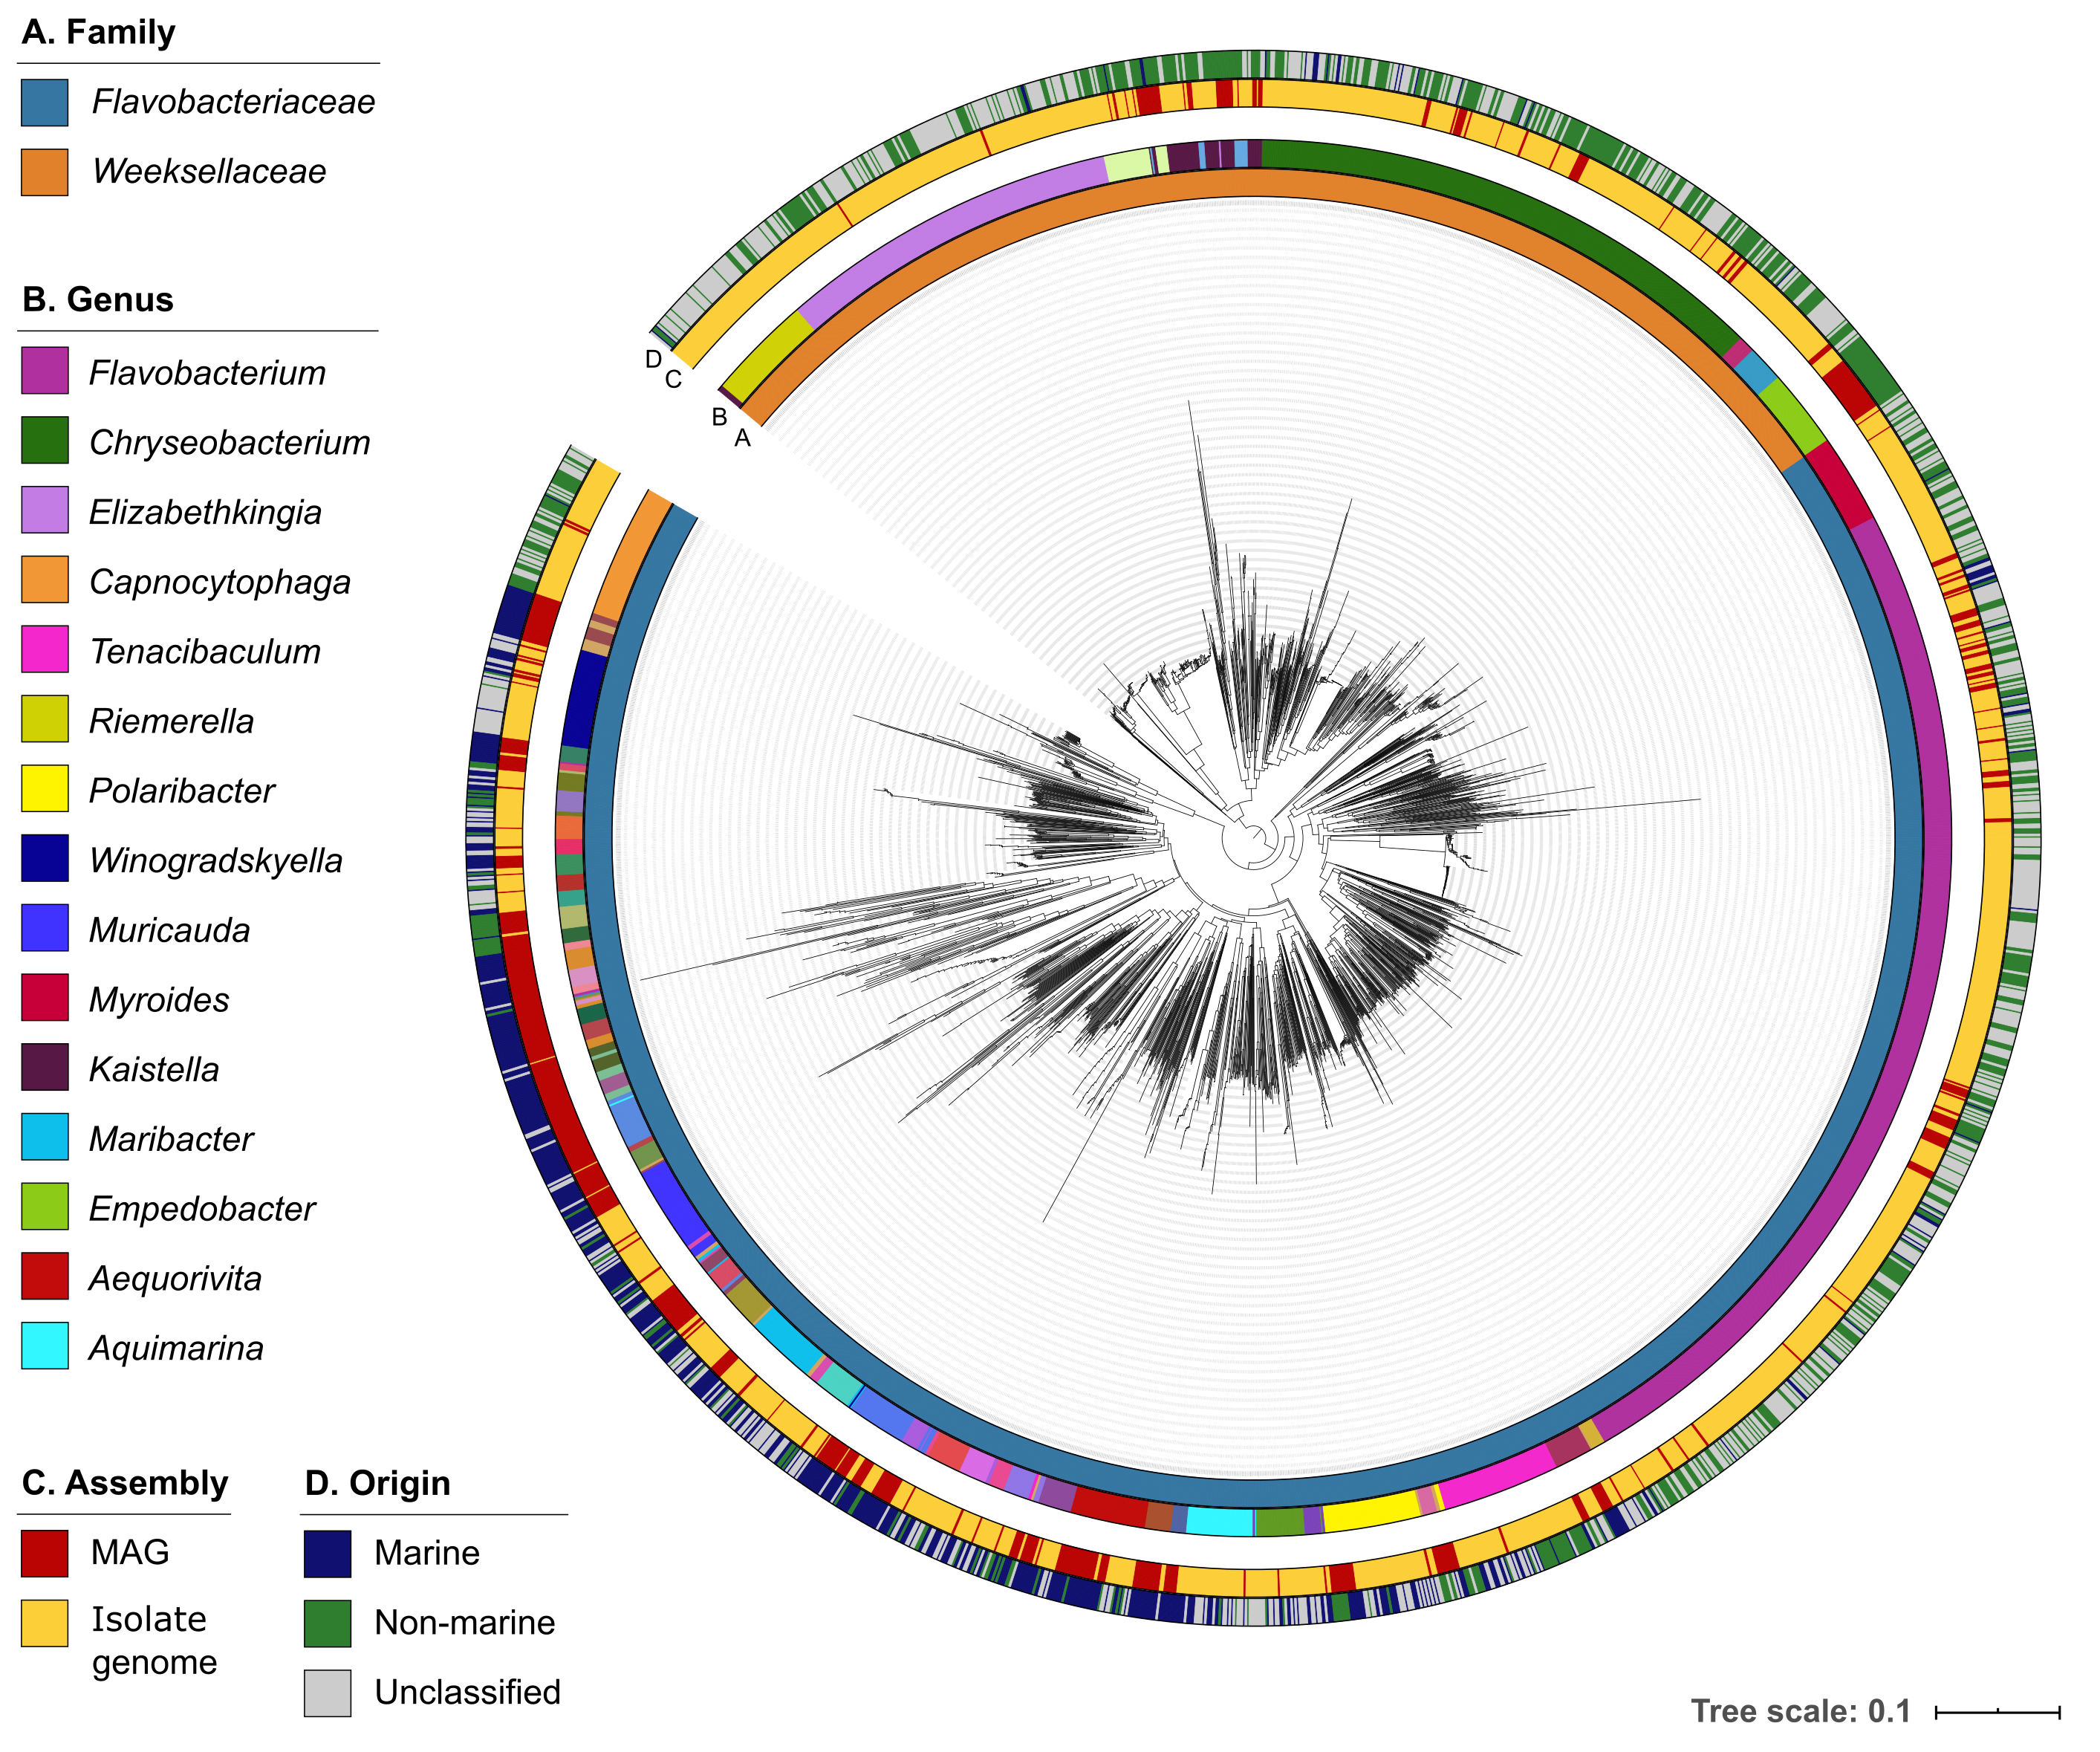 A. Family
Flavobacteriaceae
Weeksellaceae
B. Genus
Flavobacterium
Chryseobacterium
Elizabethkingia
Capnocytophaga
Tenacibaculum
Riemerella
Polaribacter
Winogradskyella
Muricauda
Myroides
Kaistella
Maribacter
Empedobacter
Aequorivita
Aquimarina
C. Assembly
MAG
Isolate
genome
D. Origin
Marine
Non-marine
Unclassified
D
C
B
A
Tree scale: 0.1